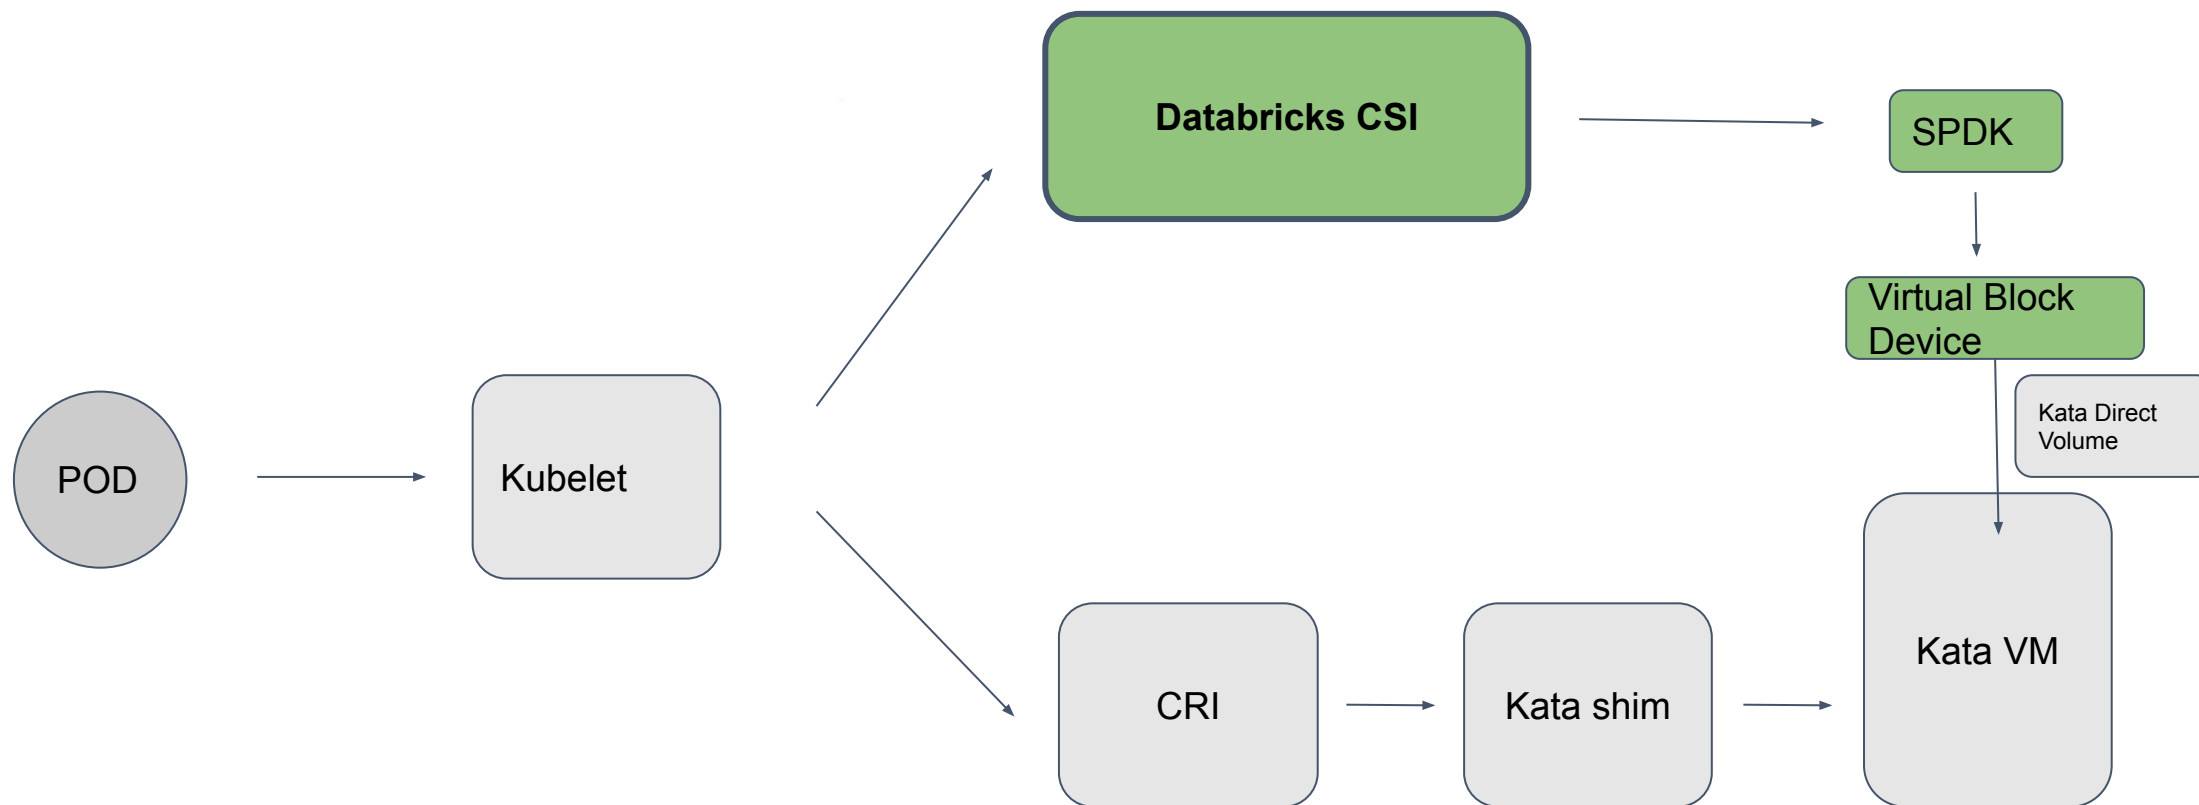 Databricks CSI
SPDK
Virtual Block
Device
Kata Direct
Volume
POD
Kubelet
CRI
Kata shim
Kata VM